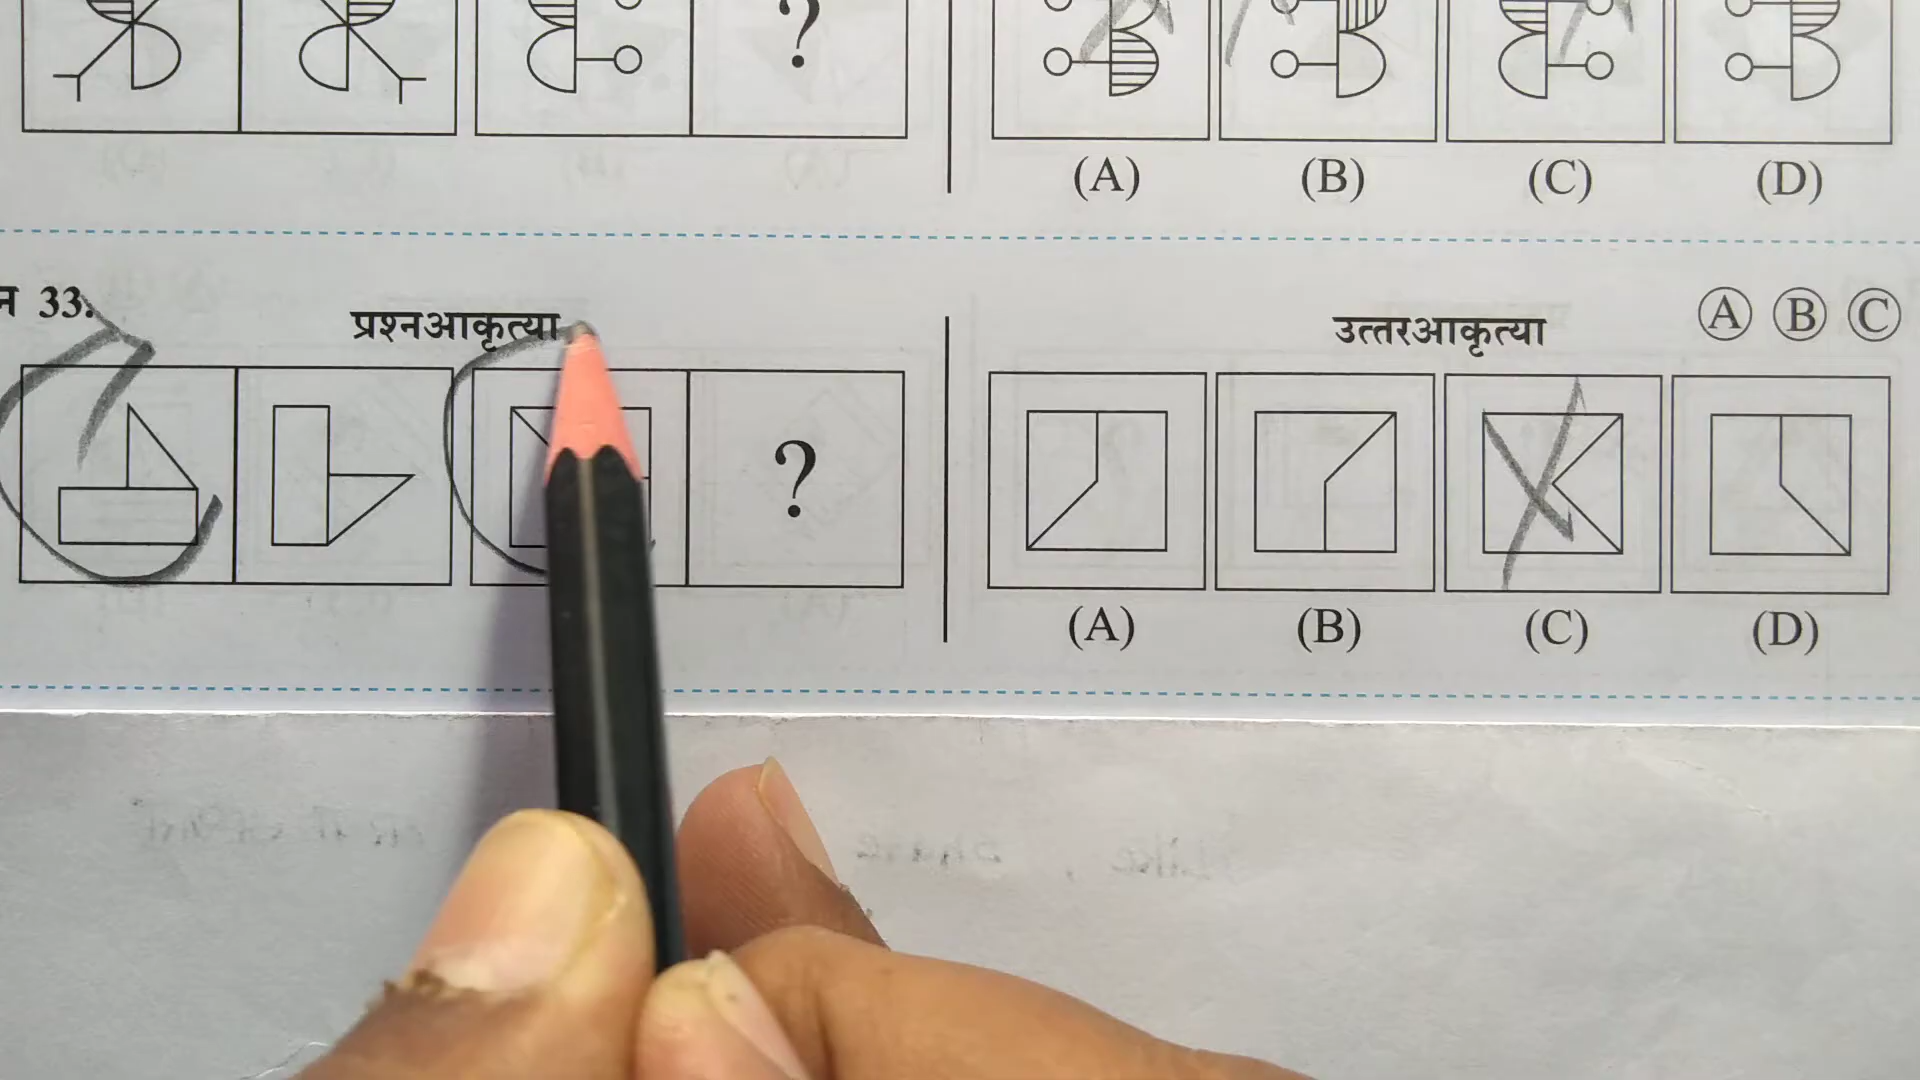 ?
(A) (B) (C) (D)
न 33.
प्रश्नआकृत्या उत्तरआकृत्या Ⓐ Ⓑ Ⓒ
?
(A) (B) (C) (D)